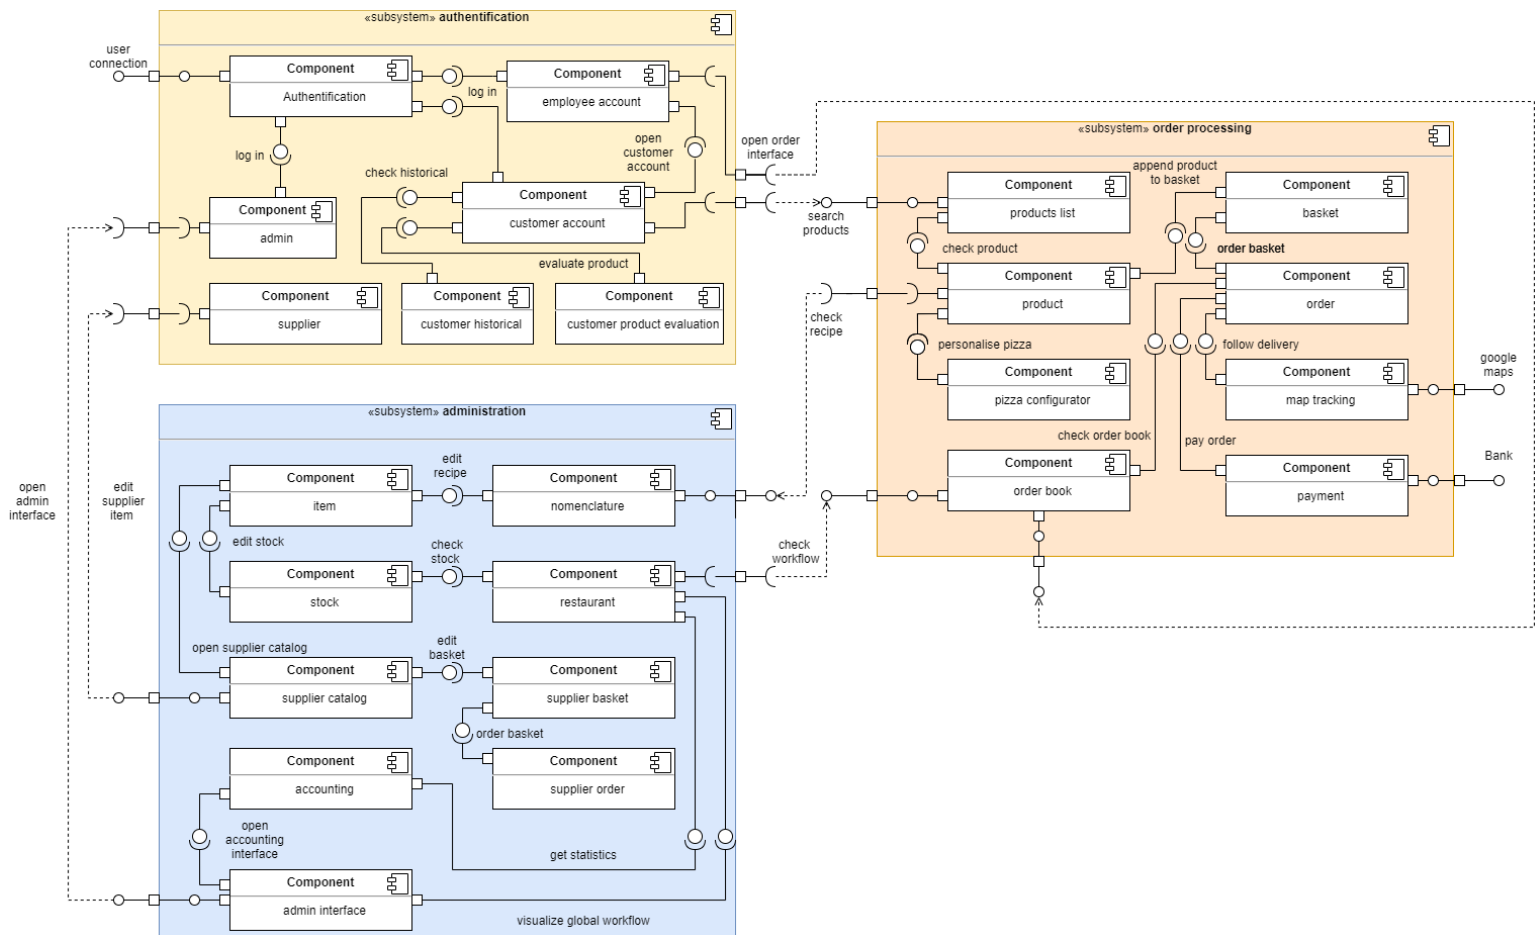 «subsystem» authentification
user
connection
Component
Authentification
log in
Component
employee account
log in
open
customer
account
open order
interface
check historical
Component
customer account
Component
admin
evaluate product
Component
supplier
Component
customer historical
Component
customer product evaluation
«subsystem» order processing
append product
to basket
Component
products list
Component
basket
search
products
check product
order basket
Component
product
Component
order
check
recipe
personalise pizza
follow delivery
Component
pizza configurator
Component
map tracking
google
maps
check order book
pay order
Component
order book
Component
payment
Bank
«subsystem» administration
open
admin
interface
edit
supplier
item
Component
item
edit
recipe
Component
nomenclature
edit stock
check
stock
check
workflow
Component
stock
Component
restaurant
open supplier catalog
edit
basket
Component
supplier catalog
Component
supplier basket
order basket
Component
accounting
Component
supplier order
open
accounting
interface
get statistics
Component
admin interface
visualize global workflow